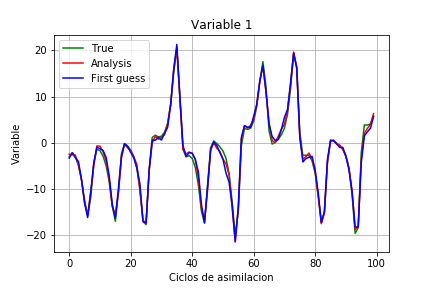 Variable 1
True
Analysis
First guess
Variable
20
10
0
−10
−20
0 20 40 60 80 100
Ciclos de asimilacion